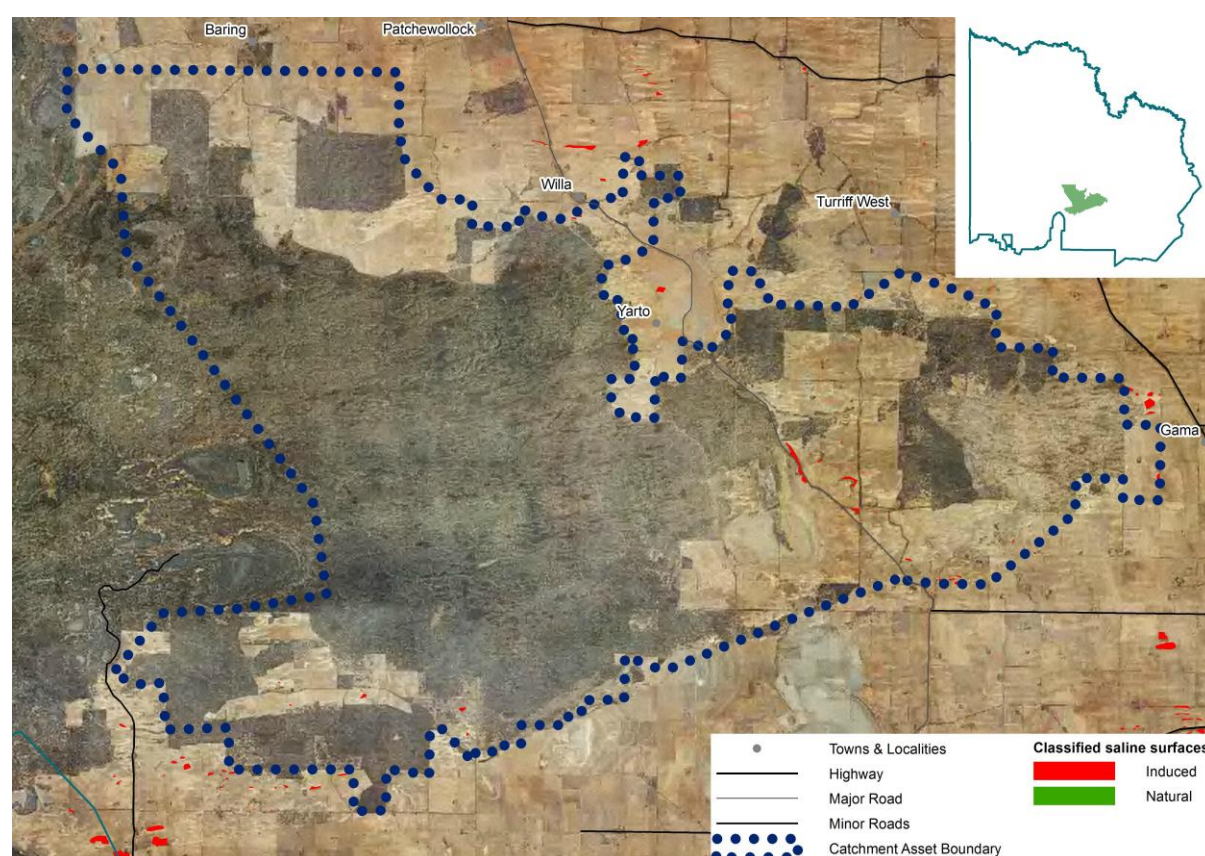 Baring
Patchewollock
Willa
Turriff West
Yarto
Gama
Towns & Localities
Highway
Major Road
Minor Roads
Catchment Asset Boundary
Classified saline surfaces
Induced
Natural